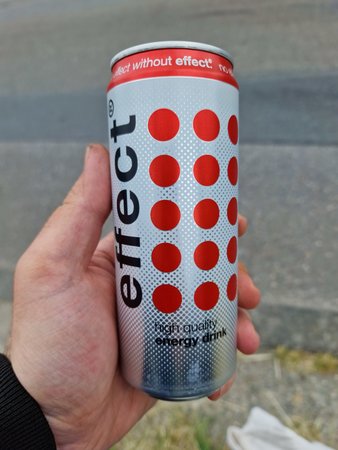 effect without effect.® no
effect®
high quality
energy drink